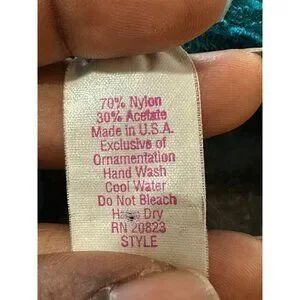 70% Nylon
30% Acetate
Made in U.S.A.
Exclusive of
Ornamentation
Hand Wash
Cool Water
Do Not Bleach
Hang Dry
RN 20823
STYLE